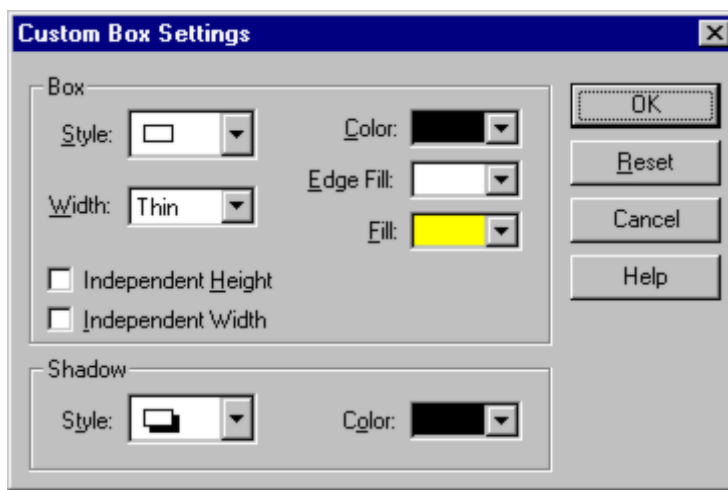 Custom Box Settings
Box
Style:
Color:
Width: Thin
Edge Fill:
Fill:
Independent Height
Independent Width
Shadow
Style:
Color:
OK
Reset
Cancel
Help